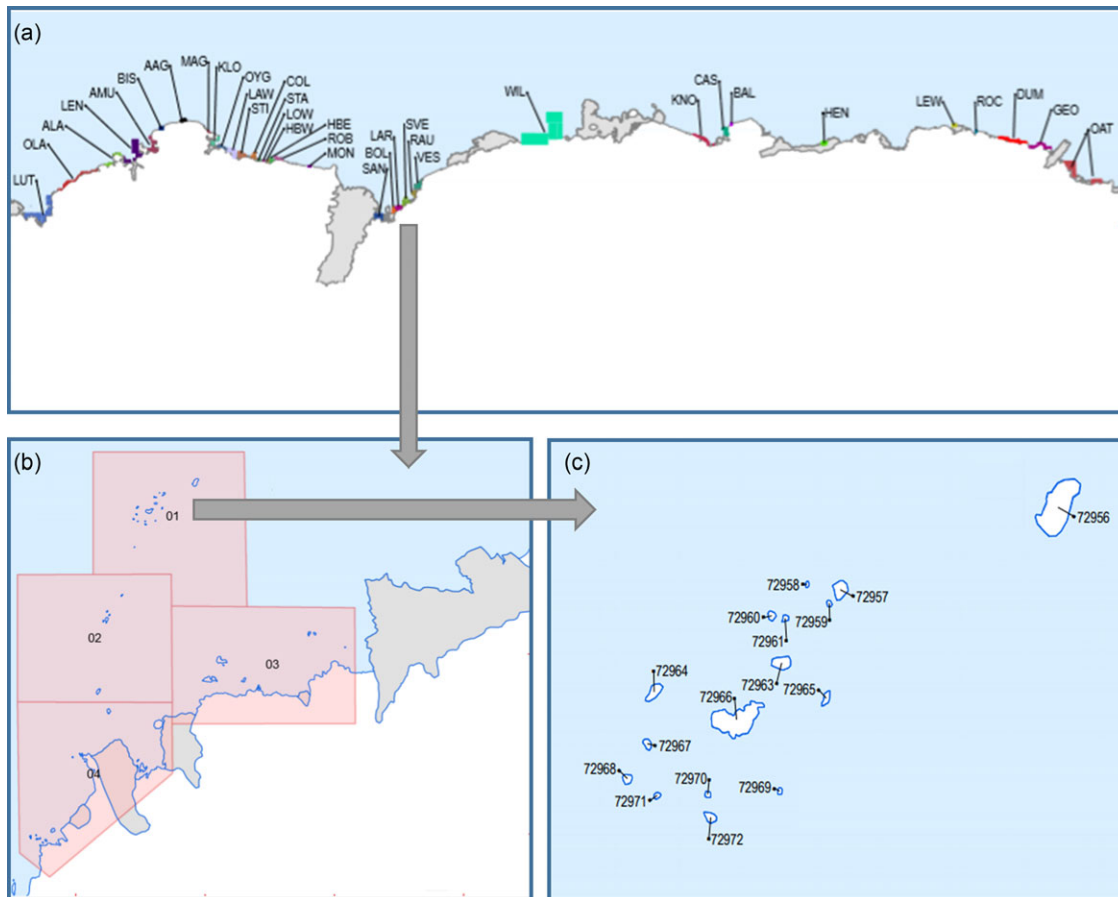 (a)
MAG
AAG
KLO
BIS
OYG
AMU
LAW
COL
LEN
STI
STA
ALA
LOW
OLA
HBW
HBE
ROB
MON
LUT
LAR
SVE
BOL
RAU
SAN
VES
WIL
CAS
BAL
KNO
HEN
LEW
ROC
DUM
GEO
OAT
(b)
01
02
03
04
(c)
72956
72958
72957
72960
72959
72961
72964
72963
72965
72966
72967
72968
72970
72969
72971
72972